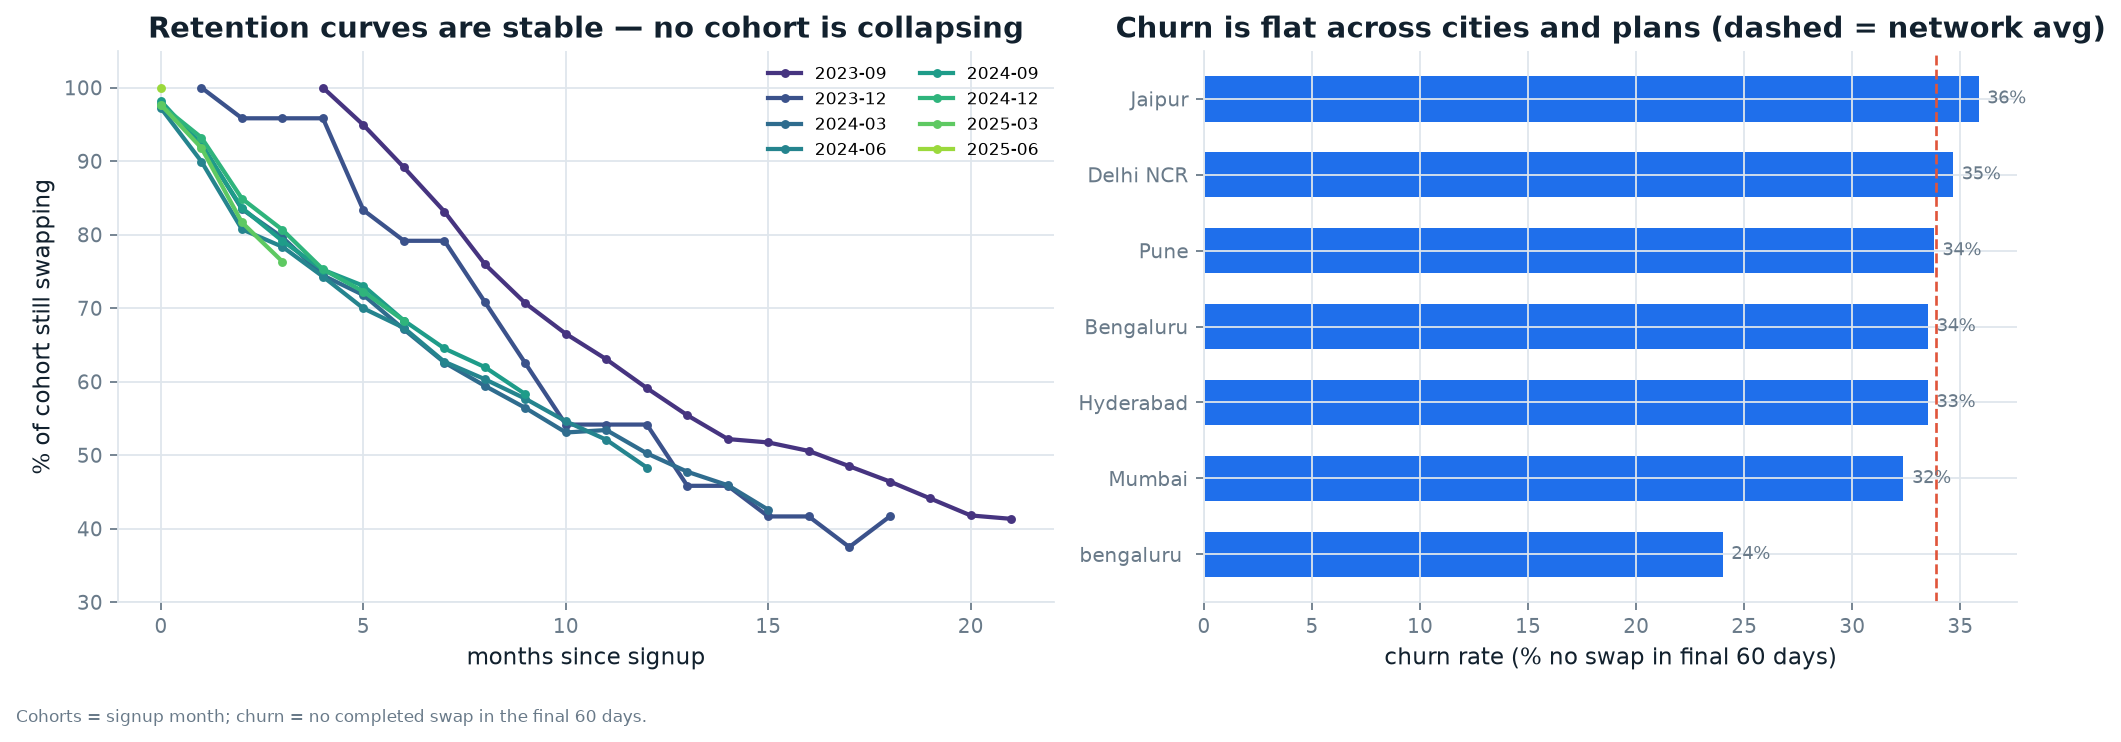 Retention curves are stable — no cohort is collapsing
% of cohort still swapping
100
90
80
70
60
50
40
30
0
5
10
15
20
months since signup
2023-09
2023-12
2024-03
2024-06
2024-09
2024-12
2025-03
2025-06
Churn is flat across cities and plans (dashed = network avg)
Jaipur
36%
Delhi NCR
35%
Pune
34%
Bengaluru
34%
Hyderabad
33%
Mumbai
32%
bengaluru
24%
0
5
10
15
20
25
30
35
churn rate (% no swap in final 60 days)
Cohorts = signup month; churn = no completed swap in the final 60 days.